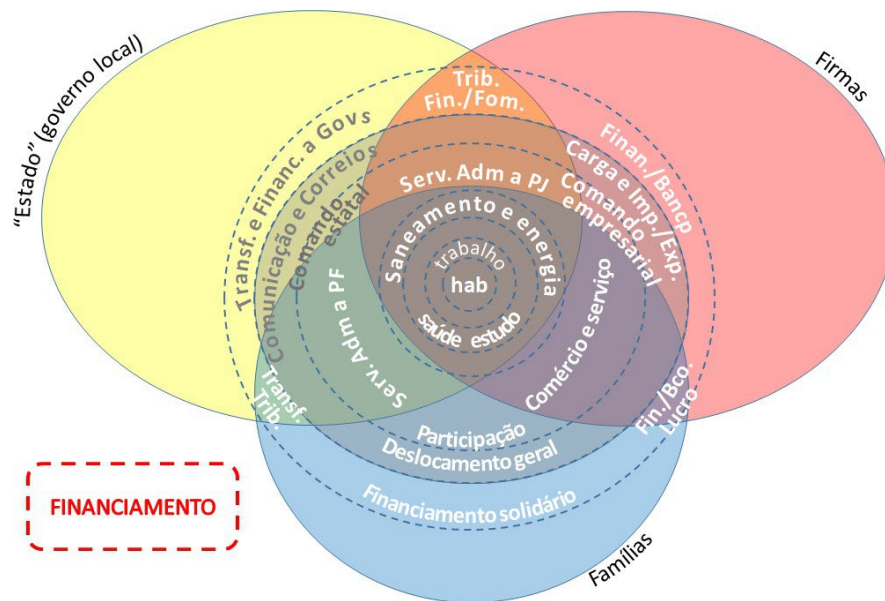 "Estado" (governo local)
Firmas
Trib.
Fin./Fom.
Transf. e Financ. a Govs
Comunicação e Correios
Comando
estatal
Finan./Banco
Carga e Imp./Exp.
Comando
empresarial
Serv. Adm a PJ
Saneamento e energia
trabalho
hab
saúde estudo
Serv. Adm a PF
Comércio e serviço
Transf.
Trib.
Fin./Bco.
Lucro
Participação
Deslocamento geral
Financiamento solidário
FINANCIAMENTO
Famílias